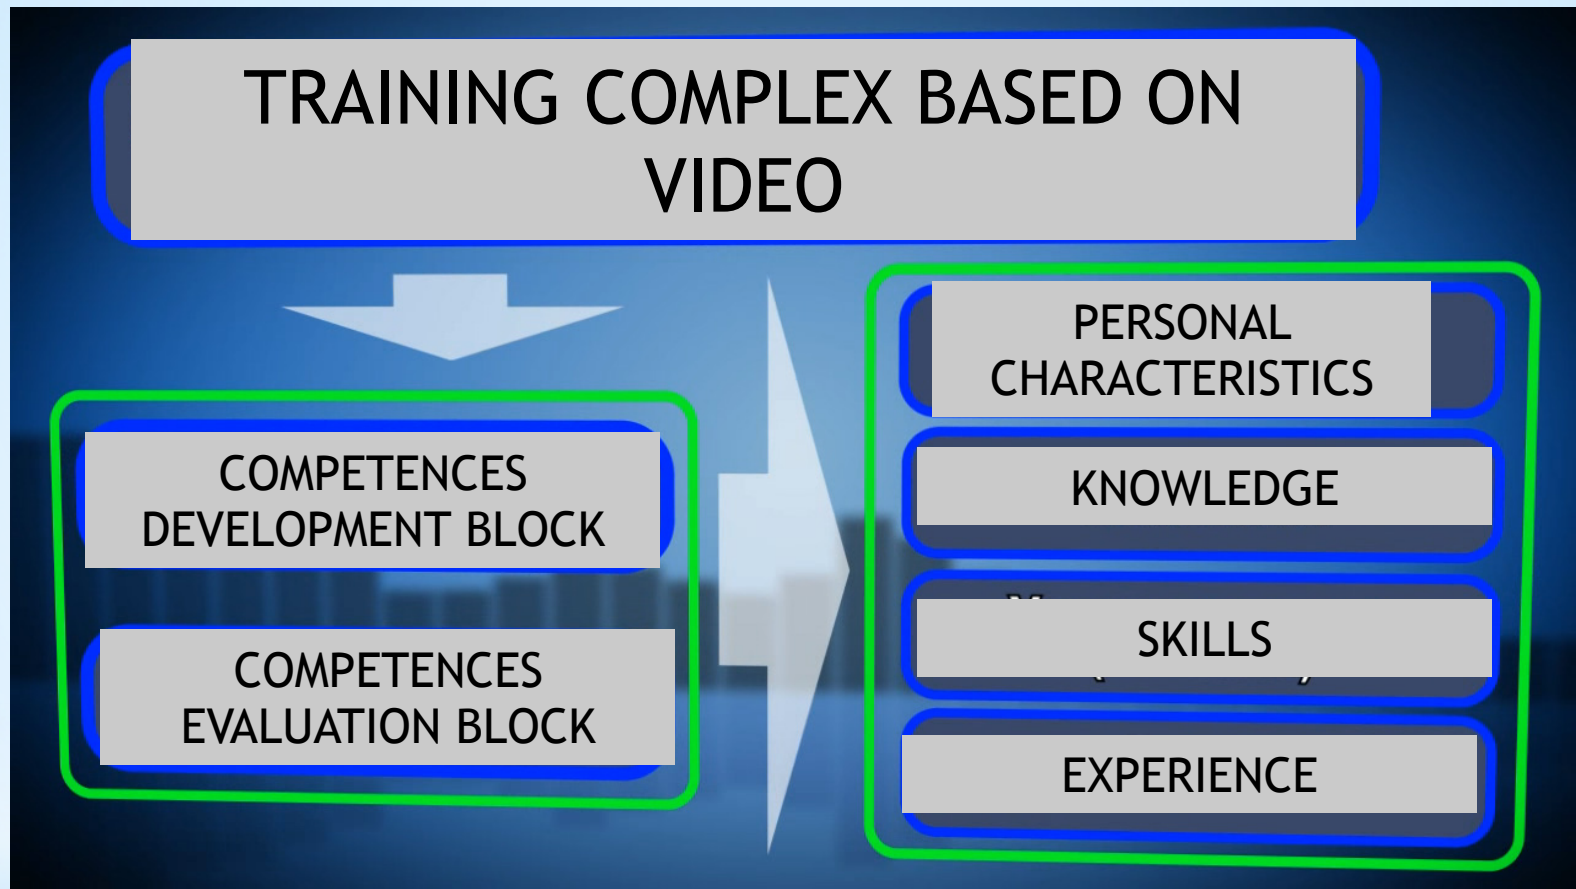 TRAINING COMPLEX BASED ON
VIDEO
COMPETENCES
DEVELOPMENT BLOCK
COMPETENCES
EVALUATION BLOCK
PERSONAL
CHARACTERISTICS
KNOWLEDGE
SKILLS
EXPERIENCE